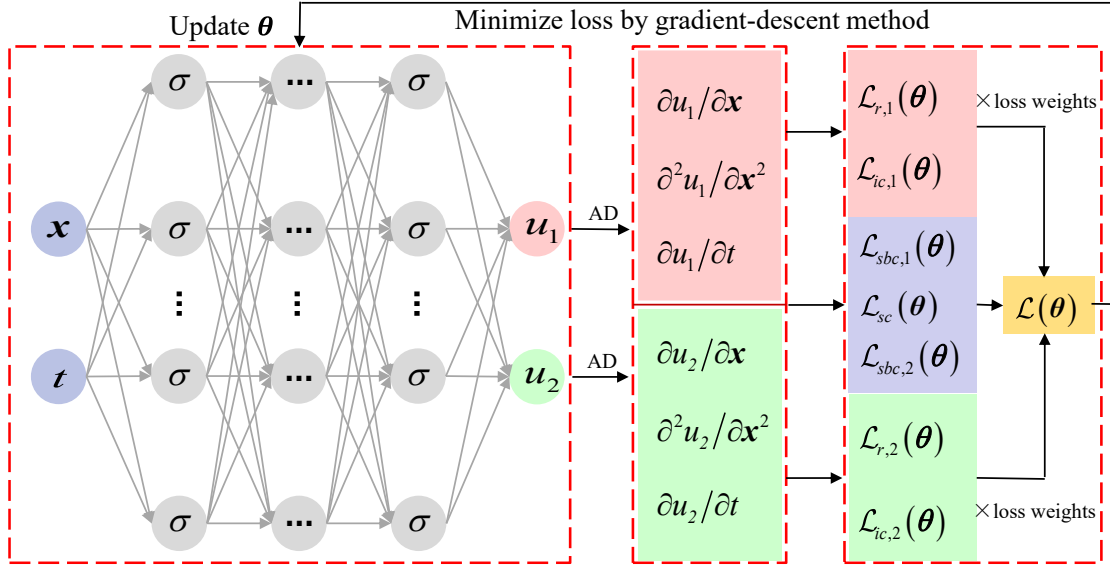 Update θ
Minimize loss by gradient-descent method
σ ... σ
x σ ... σ u₁
⋮ ⋮ ⋮
t σ ... σ u₂
σ ... σ
AD
AD
∂u₁/∂x
∂²u₁/∂x²
∂u₁/∂t
∂u₂/∂x
∂²u₂/∂x²
∂u₂/∂t
ℒr,1(θ)
ℒic,1(θ)
ℒsbc,1(θ)
ℒsc(θ)
ℒsbc,2(θ)
ℒr,2(θ)
ℒic,2(θ)
×loss weights
ℒ(θ)
×loss weights